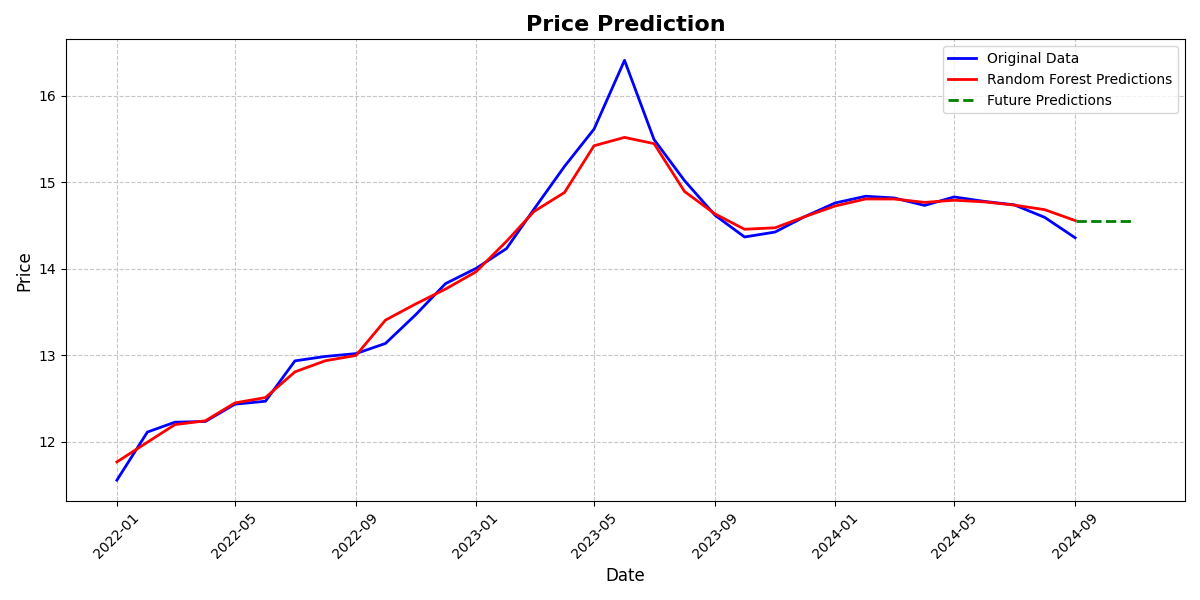 Price Prediction
Original Data
Random Forest Predictions
Future Predictions
Price
16
15
14
13
12
2022-01
2022-05
2022-09
2023-01
2023-05
2023-09
2024-01
2024-05
2024-09
Date